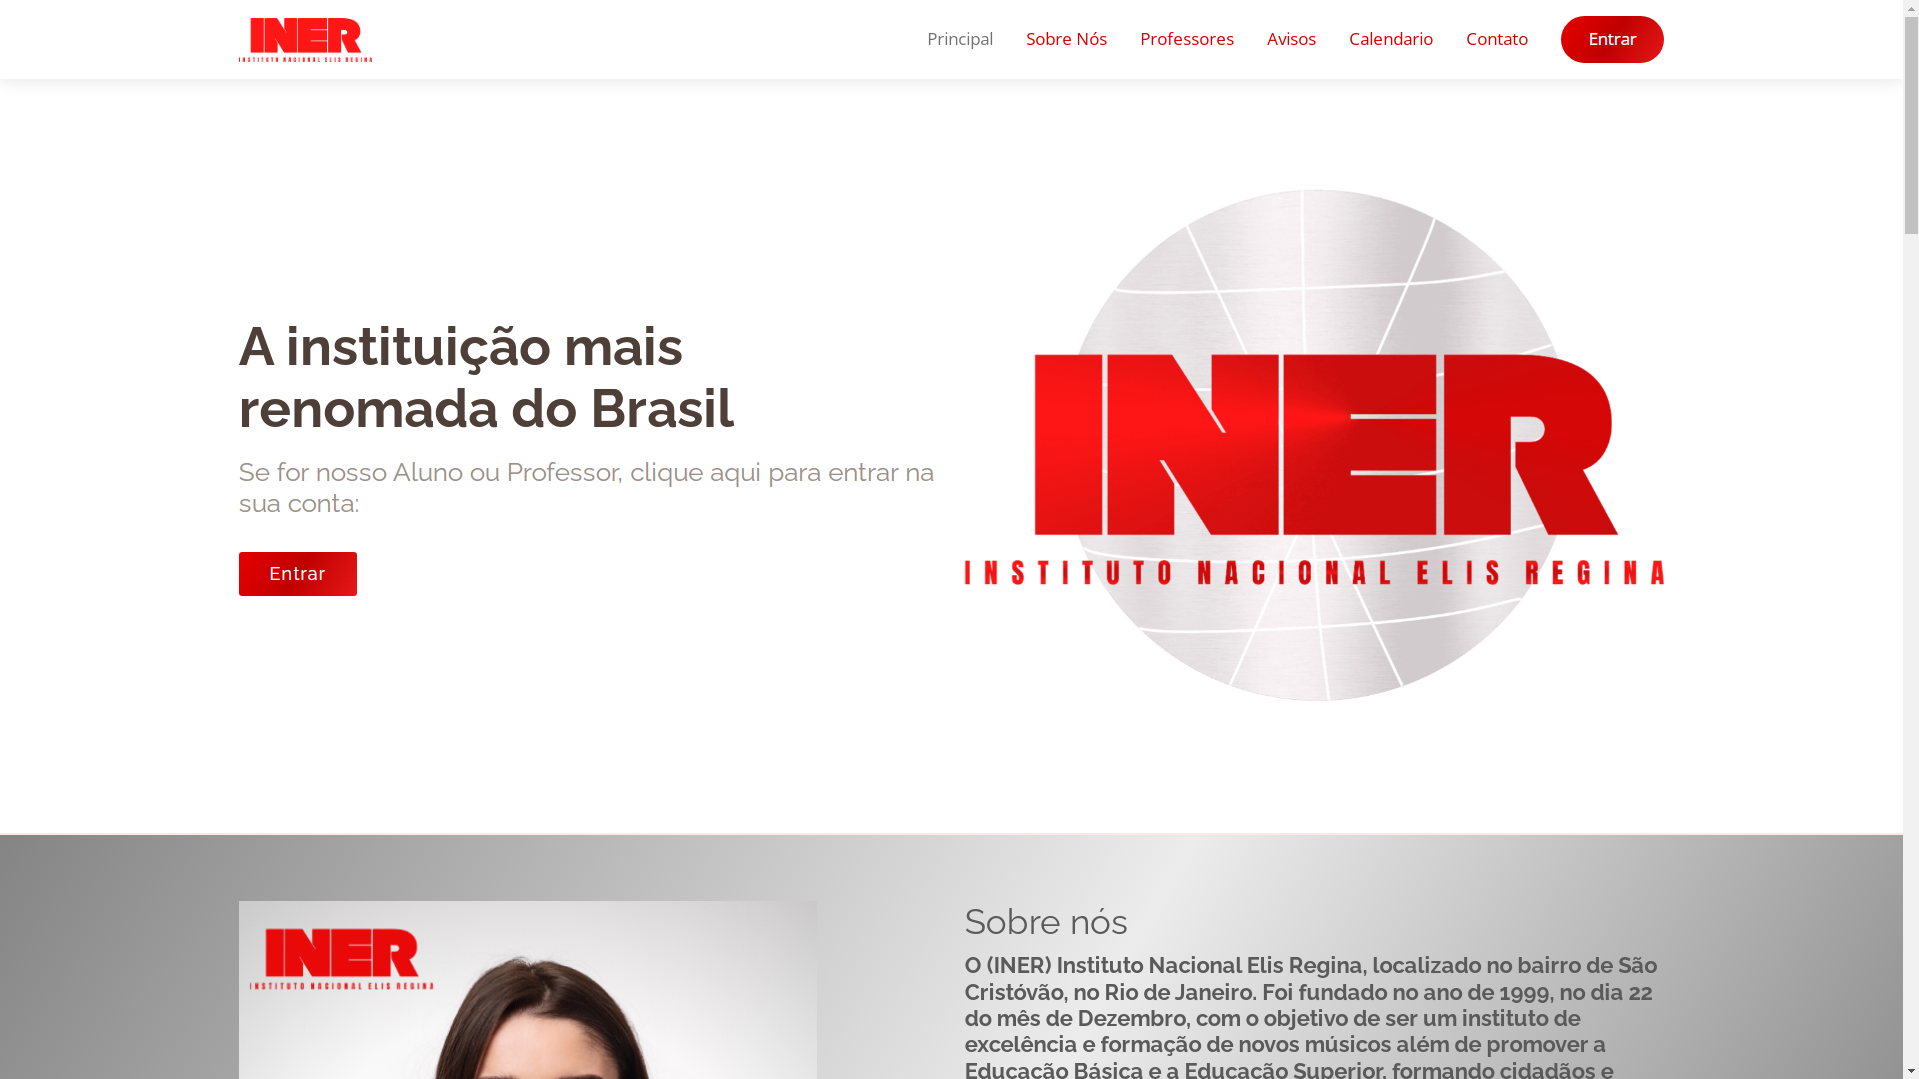 INER
INSTITUTO NACIONAL ELIS REGINA
Principal
Sobre Nós
Professores
Avisos
Calendario
Contato
Entrar
A instituição mais
renomada do Brasil
Se for nosso Aluno ou Professor, clique aqui para entrar na
sua conta:
Entrar
INER
INSTITUTO NACIONAL ELIS REGINA
INER
INSTITUTO NACIONAL ELIS REGINA
Sobre nós
O (INER) Instituto Nacional Elis Regina, localizado no bairro de São
Cristóvão, no Rio de Janeiro. Foi fundado no ano de 1999, no dia 22
do mês de Dezembro, com o objetivo de ser um instituto de
excelência e formação de novos músicos além de promover a
Educação Básica e a Educação Superior, formando cidadãos e